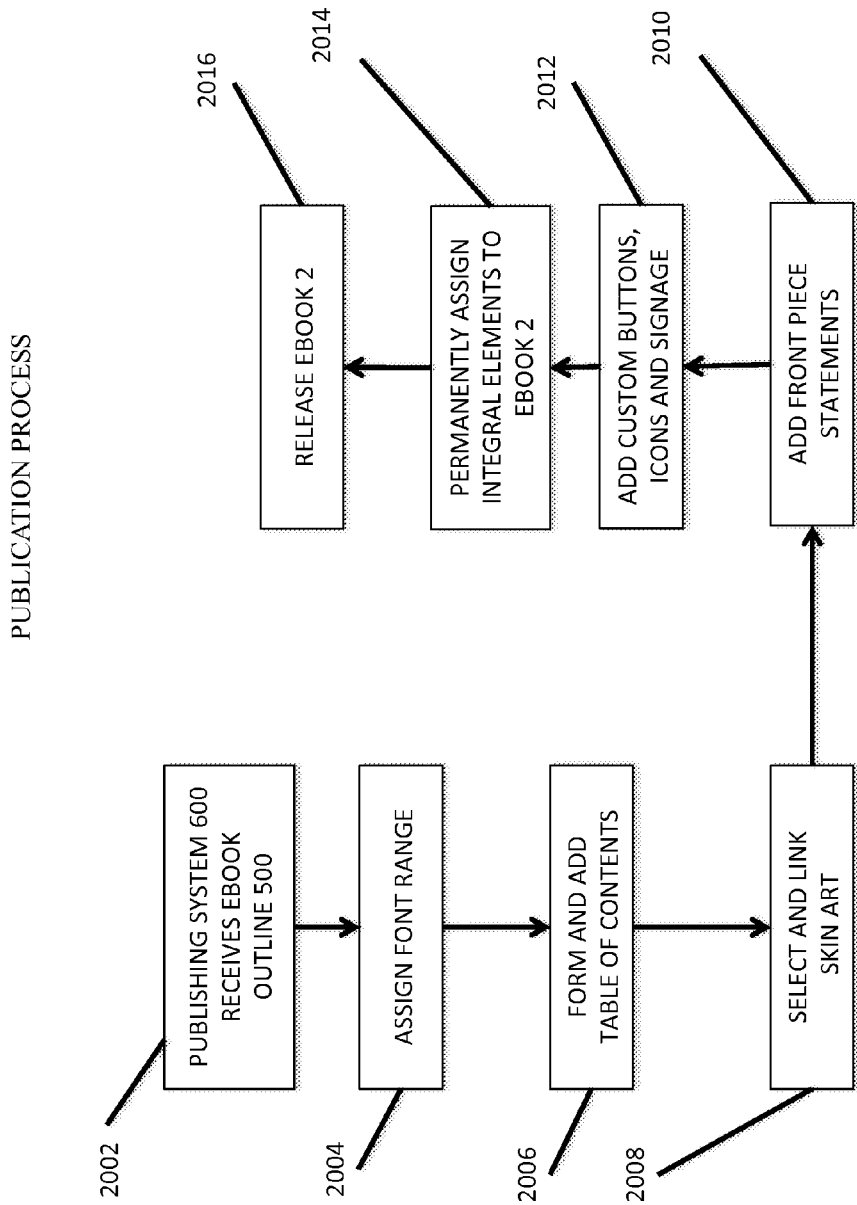 PUBLICATION PROCESS
2002
PUBLISHING SYSTEM 600
RECEIVES EBOOK
OUTLINE 500
2004
ASSIGN FONT RANGE
2006
FORM AND ADD
TABLE OF CONTENTS
2008
SELECT AND LINK
SKIN ART
2010
ADD FRONT PIECE
STATEMENTS
2012
ADD CUSTOM BUTTONS,
ICONS AND SIGNAGE
2014
PERMANENTLY ASSIGN
INTEGRAL ELEMENTS TO
EBOOK 2
2016
RELEASE EBOOK 2